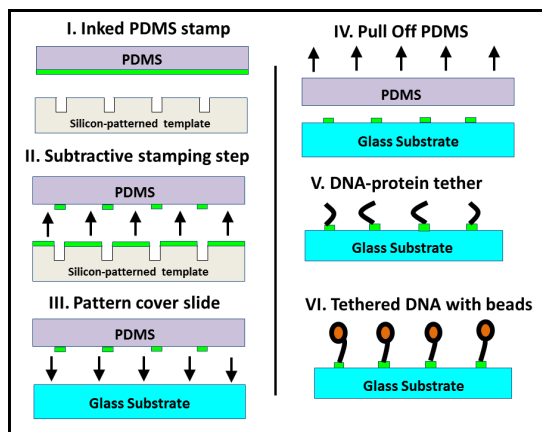 I. Inked PDMS stamp
PDMS
Silicon-patterned template
II. Subtractive stamping step
PDMS
Silicon-patterned template
III. Pattern cover slide
PDMS
Glass Substrate
IV. Pull Off PDMS
PDMS
Glass Substrate
V. DNA-protein tether
Glass Substrate
VI. Tethered DNA with beads
Glass Substrate